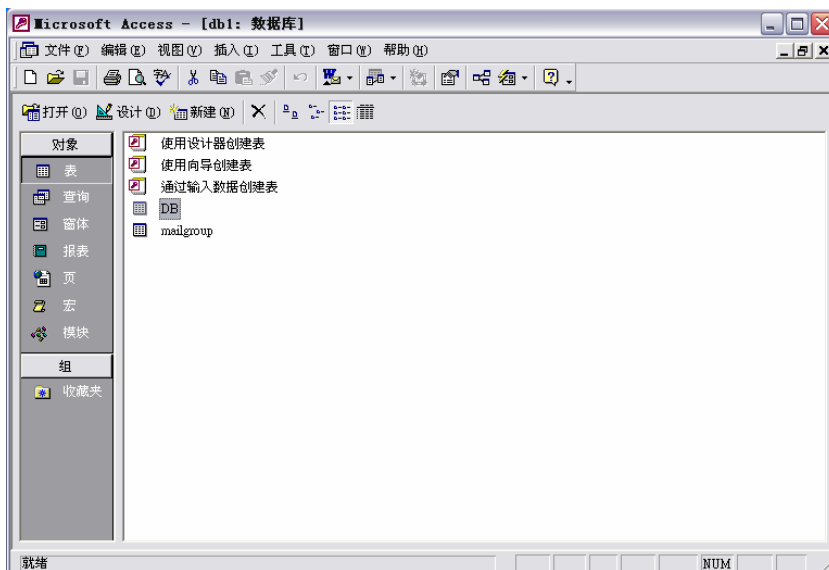 Microsoft Access - [db1: 数据库]
文件(F) 编辑(E) 视图(V) 插入(I) 工具(T) 窗口(W) 帮助(H)
打开(O) 设计(D) 新建(N)
对象
表
查询
窗体
报表
页
宏
模块
组
收藏夹
使用设计器创建表
使用向导创建表
通过输入数据创建表
DB
mailgroup
就绪
NUM